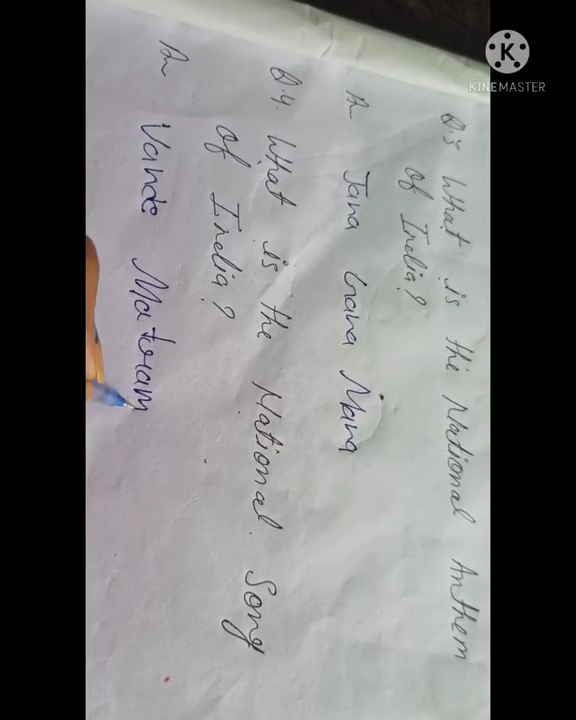 KINEMASTER
Q.3 What is the National Anthem
of India?
A Jana Gana Mana
Q.4. What is the National Song
of India?
A Vande Mataram